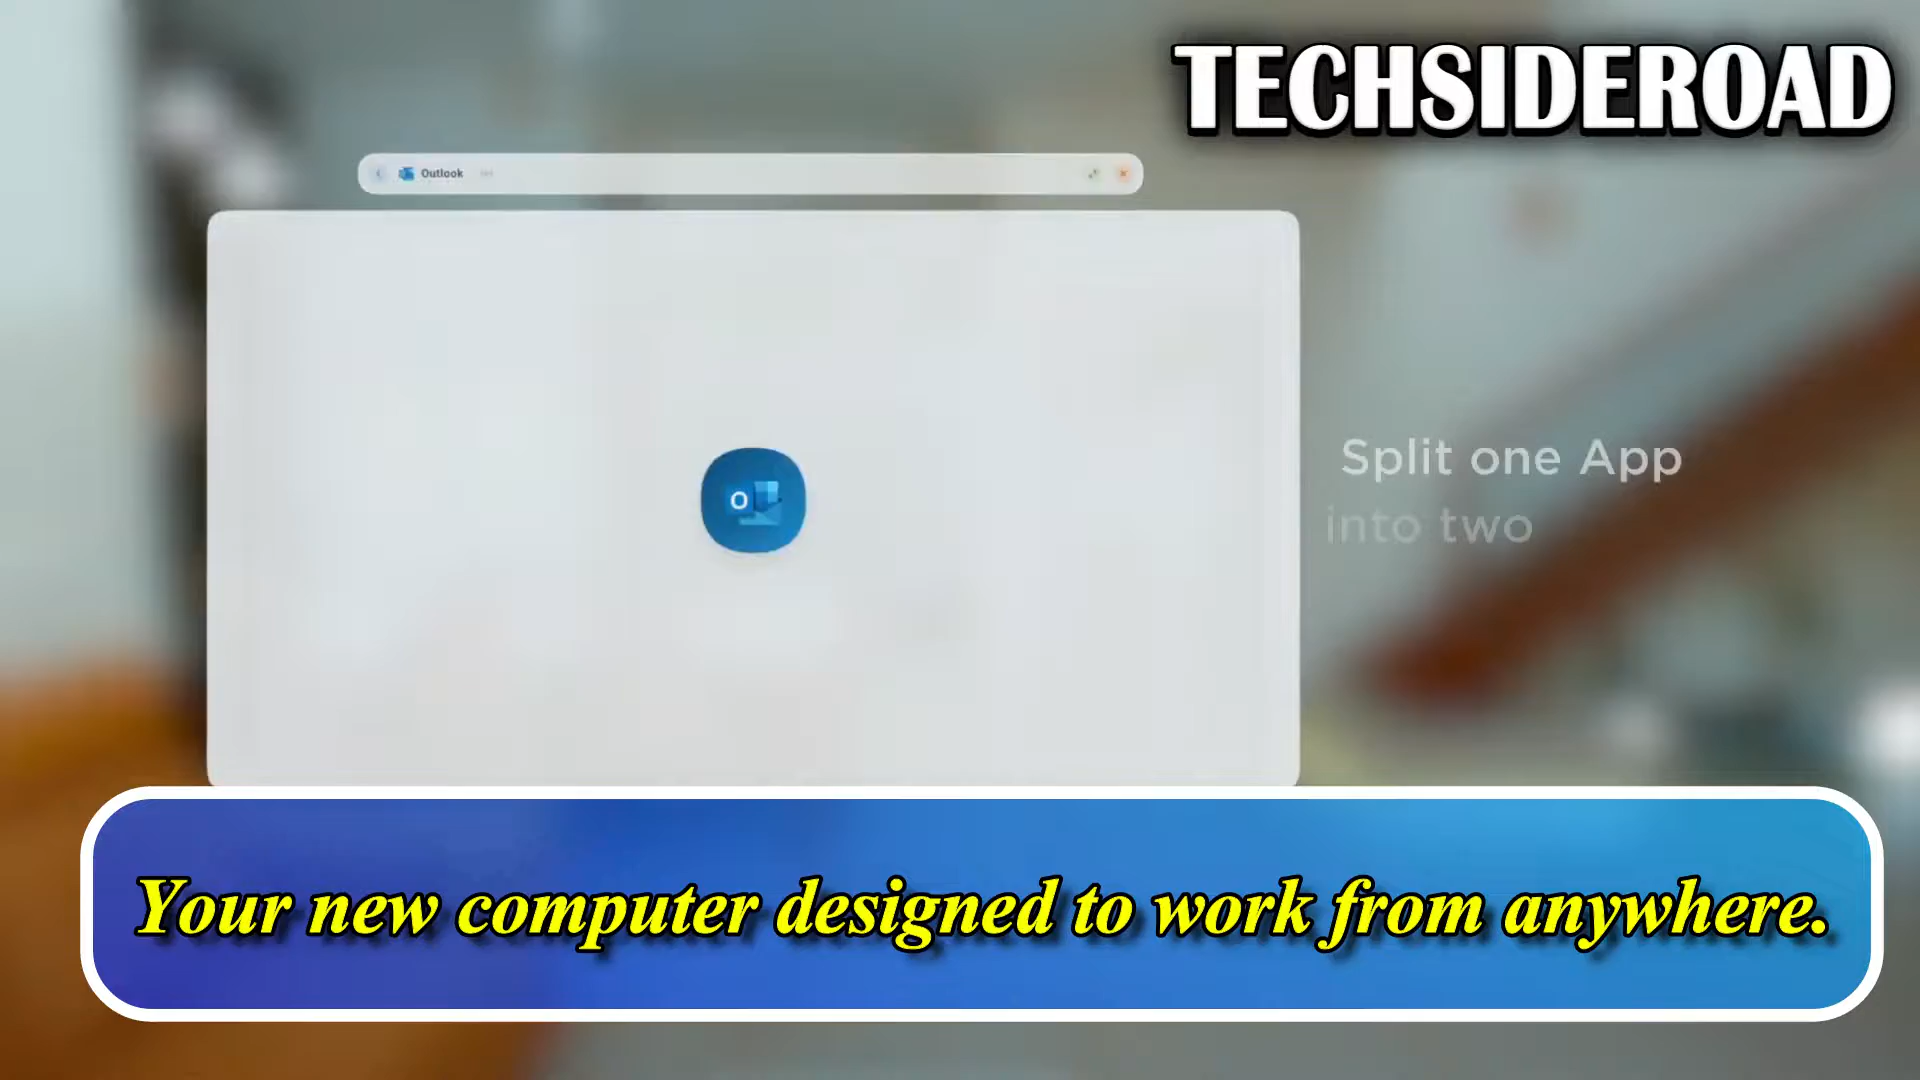 TECHSIDEROAD
Outlook
Split one App
into two
Your new computer designed to work from anywhere.